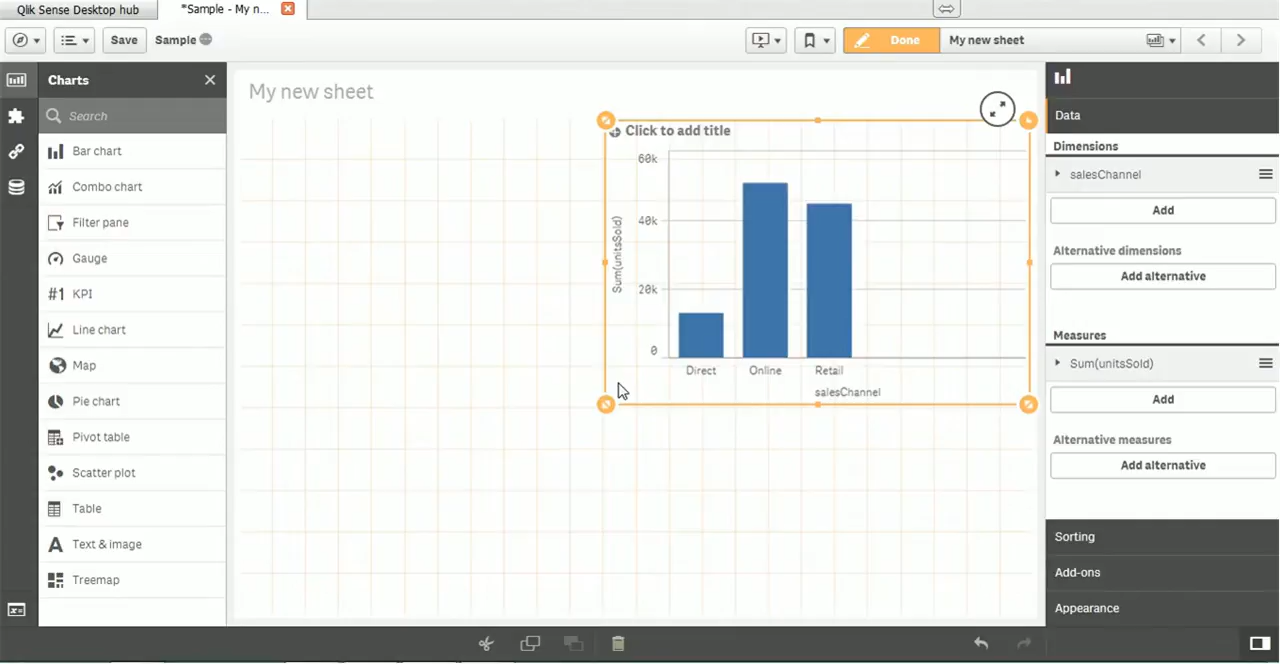 Qlik Sense Desktop hub
*Sample - My n...
Save
Sample
Done
My new sheet
Charts
Search
Bar chart
Combo chart
Filter pane
Gauge
#1 KPI
Line chart
Map
Pie chart
Pivot table
Scatter plot
Table
A Text & image
Treemap
My new sheet
Click to add title
60k
40k
20k
0
Sum(unitsSold)
Direct
Online
Retail
salesChannel
Data
Dimensions
salesChannel
Add
Alternative dimensions
Add alternative
Measures
Sum(unitsSold)
Add
Alternative measures
Add alternative
Sorting
Add-ons
Appearance